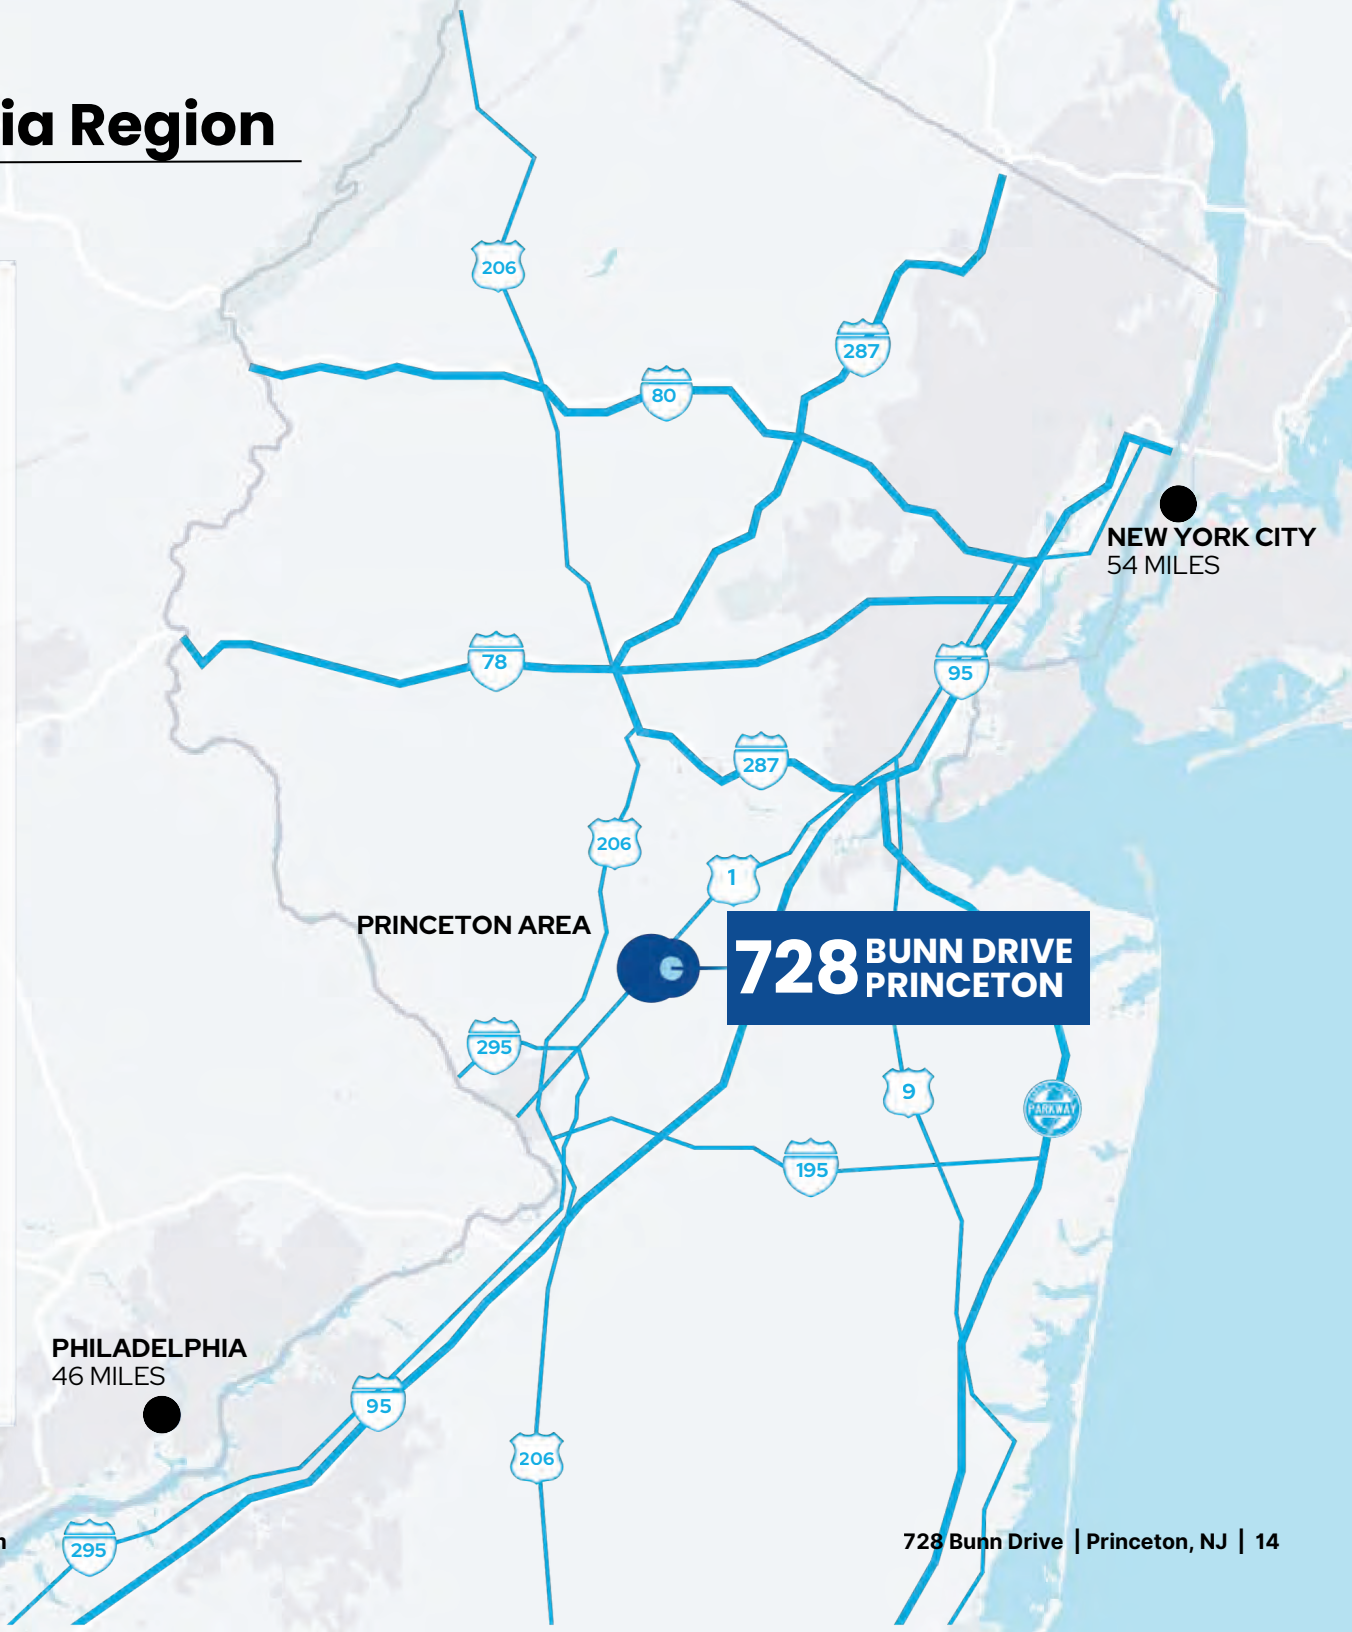 ia Region
206
287
80
NEW YORK CITY
54 MILES
78
95
287
206
1
PRINCETON AREA
728 BUNN DRIVE
PRINCETON
295
9
PARKWAY
195
PHILADELPHIA
46 MILES
95
206
295
728 Bunn Drive | Princeton, NJ | 14